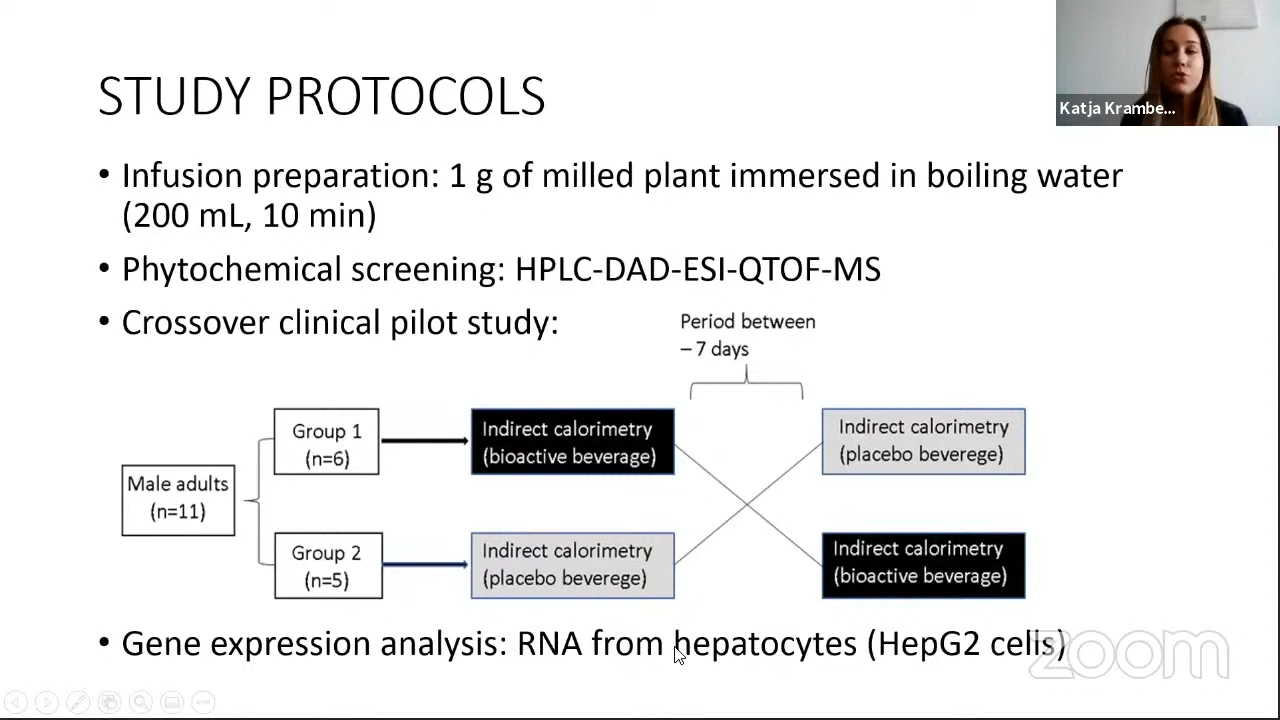 STUDY PROTOCOLS
Katja Krambe...
• Infusion preparation: 1 g of milled plant immersed in boiling water
(200 mL, 10 min)
• Phytochemical screening: HPLC-DAD-ESI-QTOF-MS
• Crossover clinical pilot study:
Period between
– 7 days
Male adults
(n=11)
Group 1
(n=6)
Indirect calorimetry
(bioactive beverage)
Indirect calorimetry
(placebo beverege)
Group 2
(n=5)
Indirect calorimetry
(placebo beverege)
Indirect calorimetry
(bioactive beverage)
• Gene expression analysis: RNA from hepatocytes (HepG2 cells)
zoom